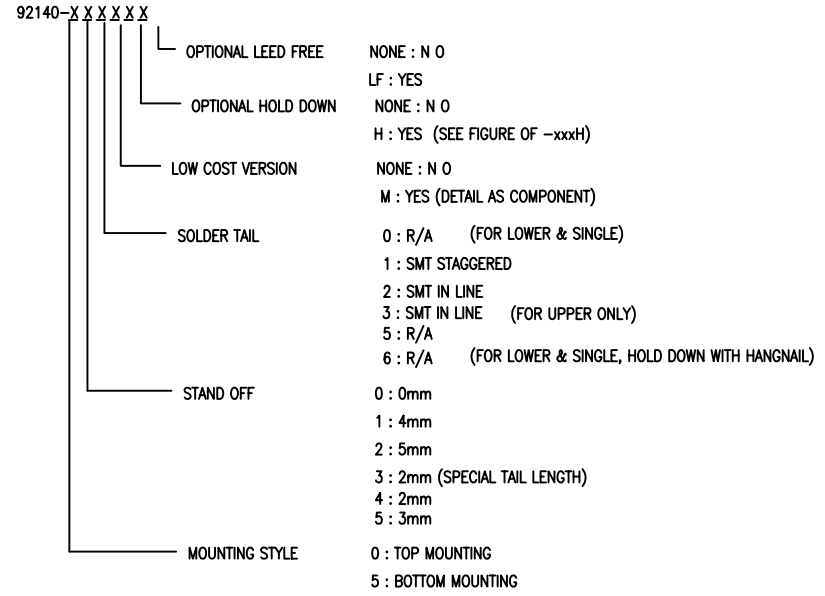 92140-X X X X X
OPTIONAL LEED FREE NONE : N O
LF : YES
OPTIONAL HOLD DOWN NONE : N O
H : YES (SEE FIGURE OF -xxxH)
LOW COST VERSION NONE : N O
M : YES (DETAIL AS COMPONENT)
SOLDER TAIL 0 : R/A (FOR LOWER & SINGLE)
1 : SMT STAGGERED
2 : SMT IN LINE
3 : SMT IN LINE (FOR UPPER ONLY)
5 : R/A
6 : R/A (FOR LOWER & SINGLE, HOLD DOWN WITH HANGNAIL)
STAND OFF 0 : 0mm
1 : 4mm
2 : 5mm
3 : 2mm (SPECIAL TAIL LENGTH)
4 : 2mm
5 : 3mm
MOUNTING STYLE 0 : TOP MOUNTING
5 : BOTTOM MOUNTING